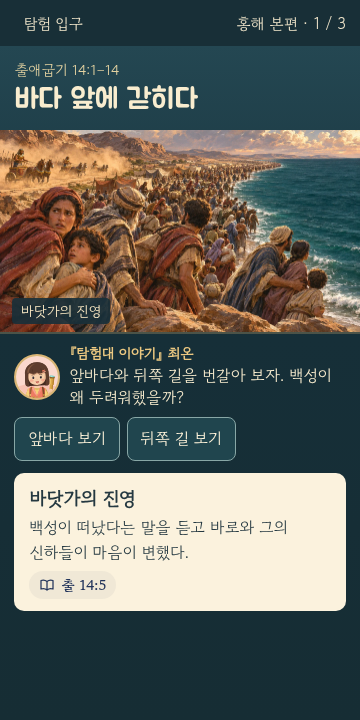 탐험 입구
홍해 본편 · 1 / 3
출애굽기 14:1–14
바다 앞에 갇히다
바닷가의 진영
『탐험대 이야기』 최온
앞바다와 뒤쪽 길을 번갈아 보자. 백성이
왜 두려워했을까?
앞바다 보기
뒤쪽 길 보기
바닷가의 진영
백성이 떠났다는 말을 듣고 바로와 그의
신하들이 마음이 변했다.
출 14:5